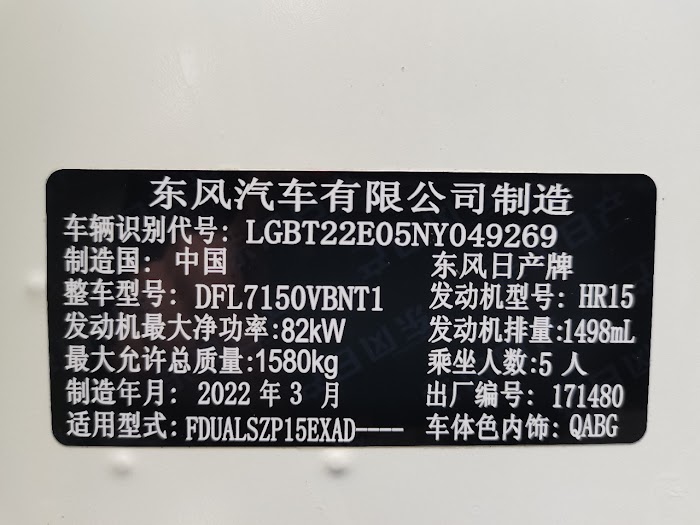 东风汽车有限公司制造
车辆识别代号: LGBT22E05NY049269
制造国: 中国 东风日产牌
整车型号: DFL7150VBNT1 发动机型号: HR15
发动机最大净功率:82kW 发动机排量:1498mL
最大允许总质量:1580kg 乘坐人数:5 人
制造年月: 2022 年 3 月 出厂编号: 171480
适用型式: FDUALSZP15EXAD---- 车体色内饰: QABG